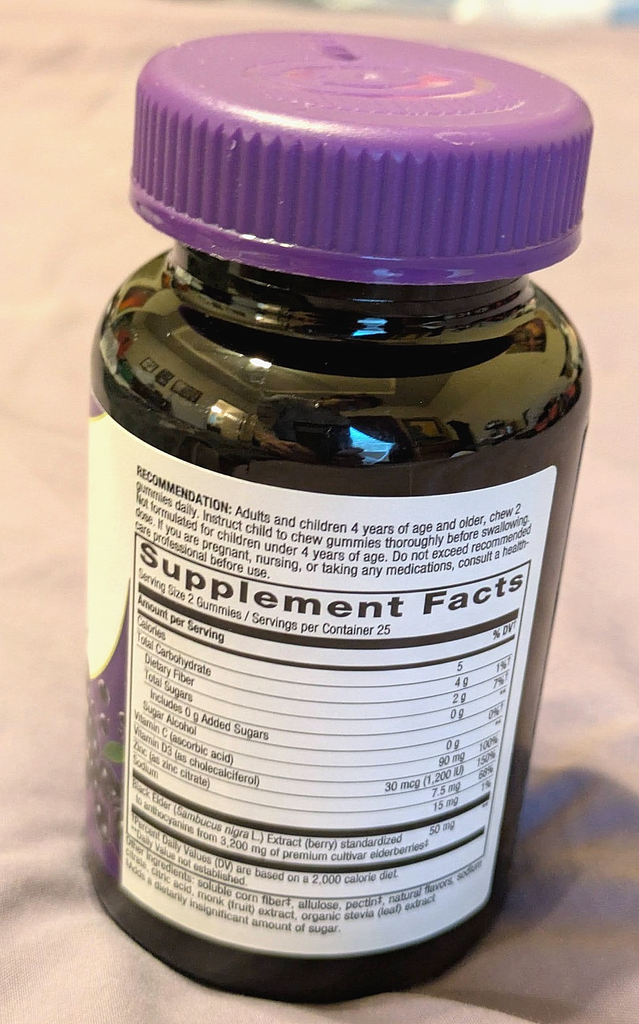 RECOMMENDATION: Adults and children 4 years of age and older, chew 2
gummies daily. Instruct child to chew gummies thoroughly before swallowing.
Not formulated for children under 4 years of age. Do not exceed recommended
dose. If you are pregnant, nursing, or taking any medications, consult a health-
care professional before use.
Supplement Facts
Serving Size 2 Gummies / Servings per Container 25
Amount per Serving % DV†
Calories 5
Total Carbohydrate 4 g 1%†
Dietary Fiber 2 g 7%†
Total Sugars 0 g **
Includes 0 g Added Sugars 0%†
Sugar Alcohol 0 g **
Vitamin C (ascorbic acid) 90 mg 100%
Vitamin D3 (as cholecalciferol) 30 mcg (1,200 IU) 150%
Zinc (as zinc citrate) 7.5 mg 68%
Sodium 15 mg 1%
Black Elder (Sambucus nigra L.) Extract (berry) standardized 50 mg **
to anthocyanins from 3,200 mg of premium cultivar elderberries‡
†Percent Daily Values (DV) are based on a 2,000 calorie diet.
**Daily Value not established.
Other ingredients: soluble corn fiber‡, allulose, pectin‡, natural flavors, sodium
citrate, citric acid, monk (fruit) extract, organic stevia (leaf) extract
‡Adds a dietarily insignificant amount of sugar.